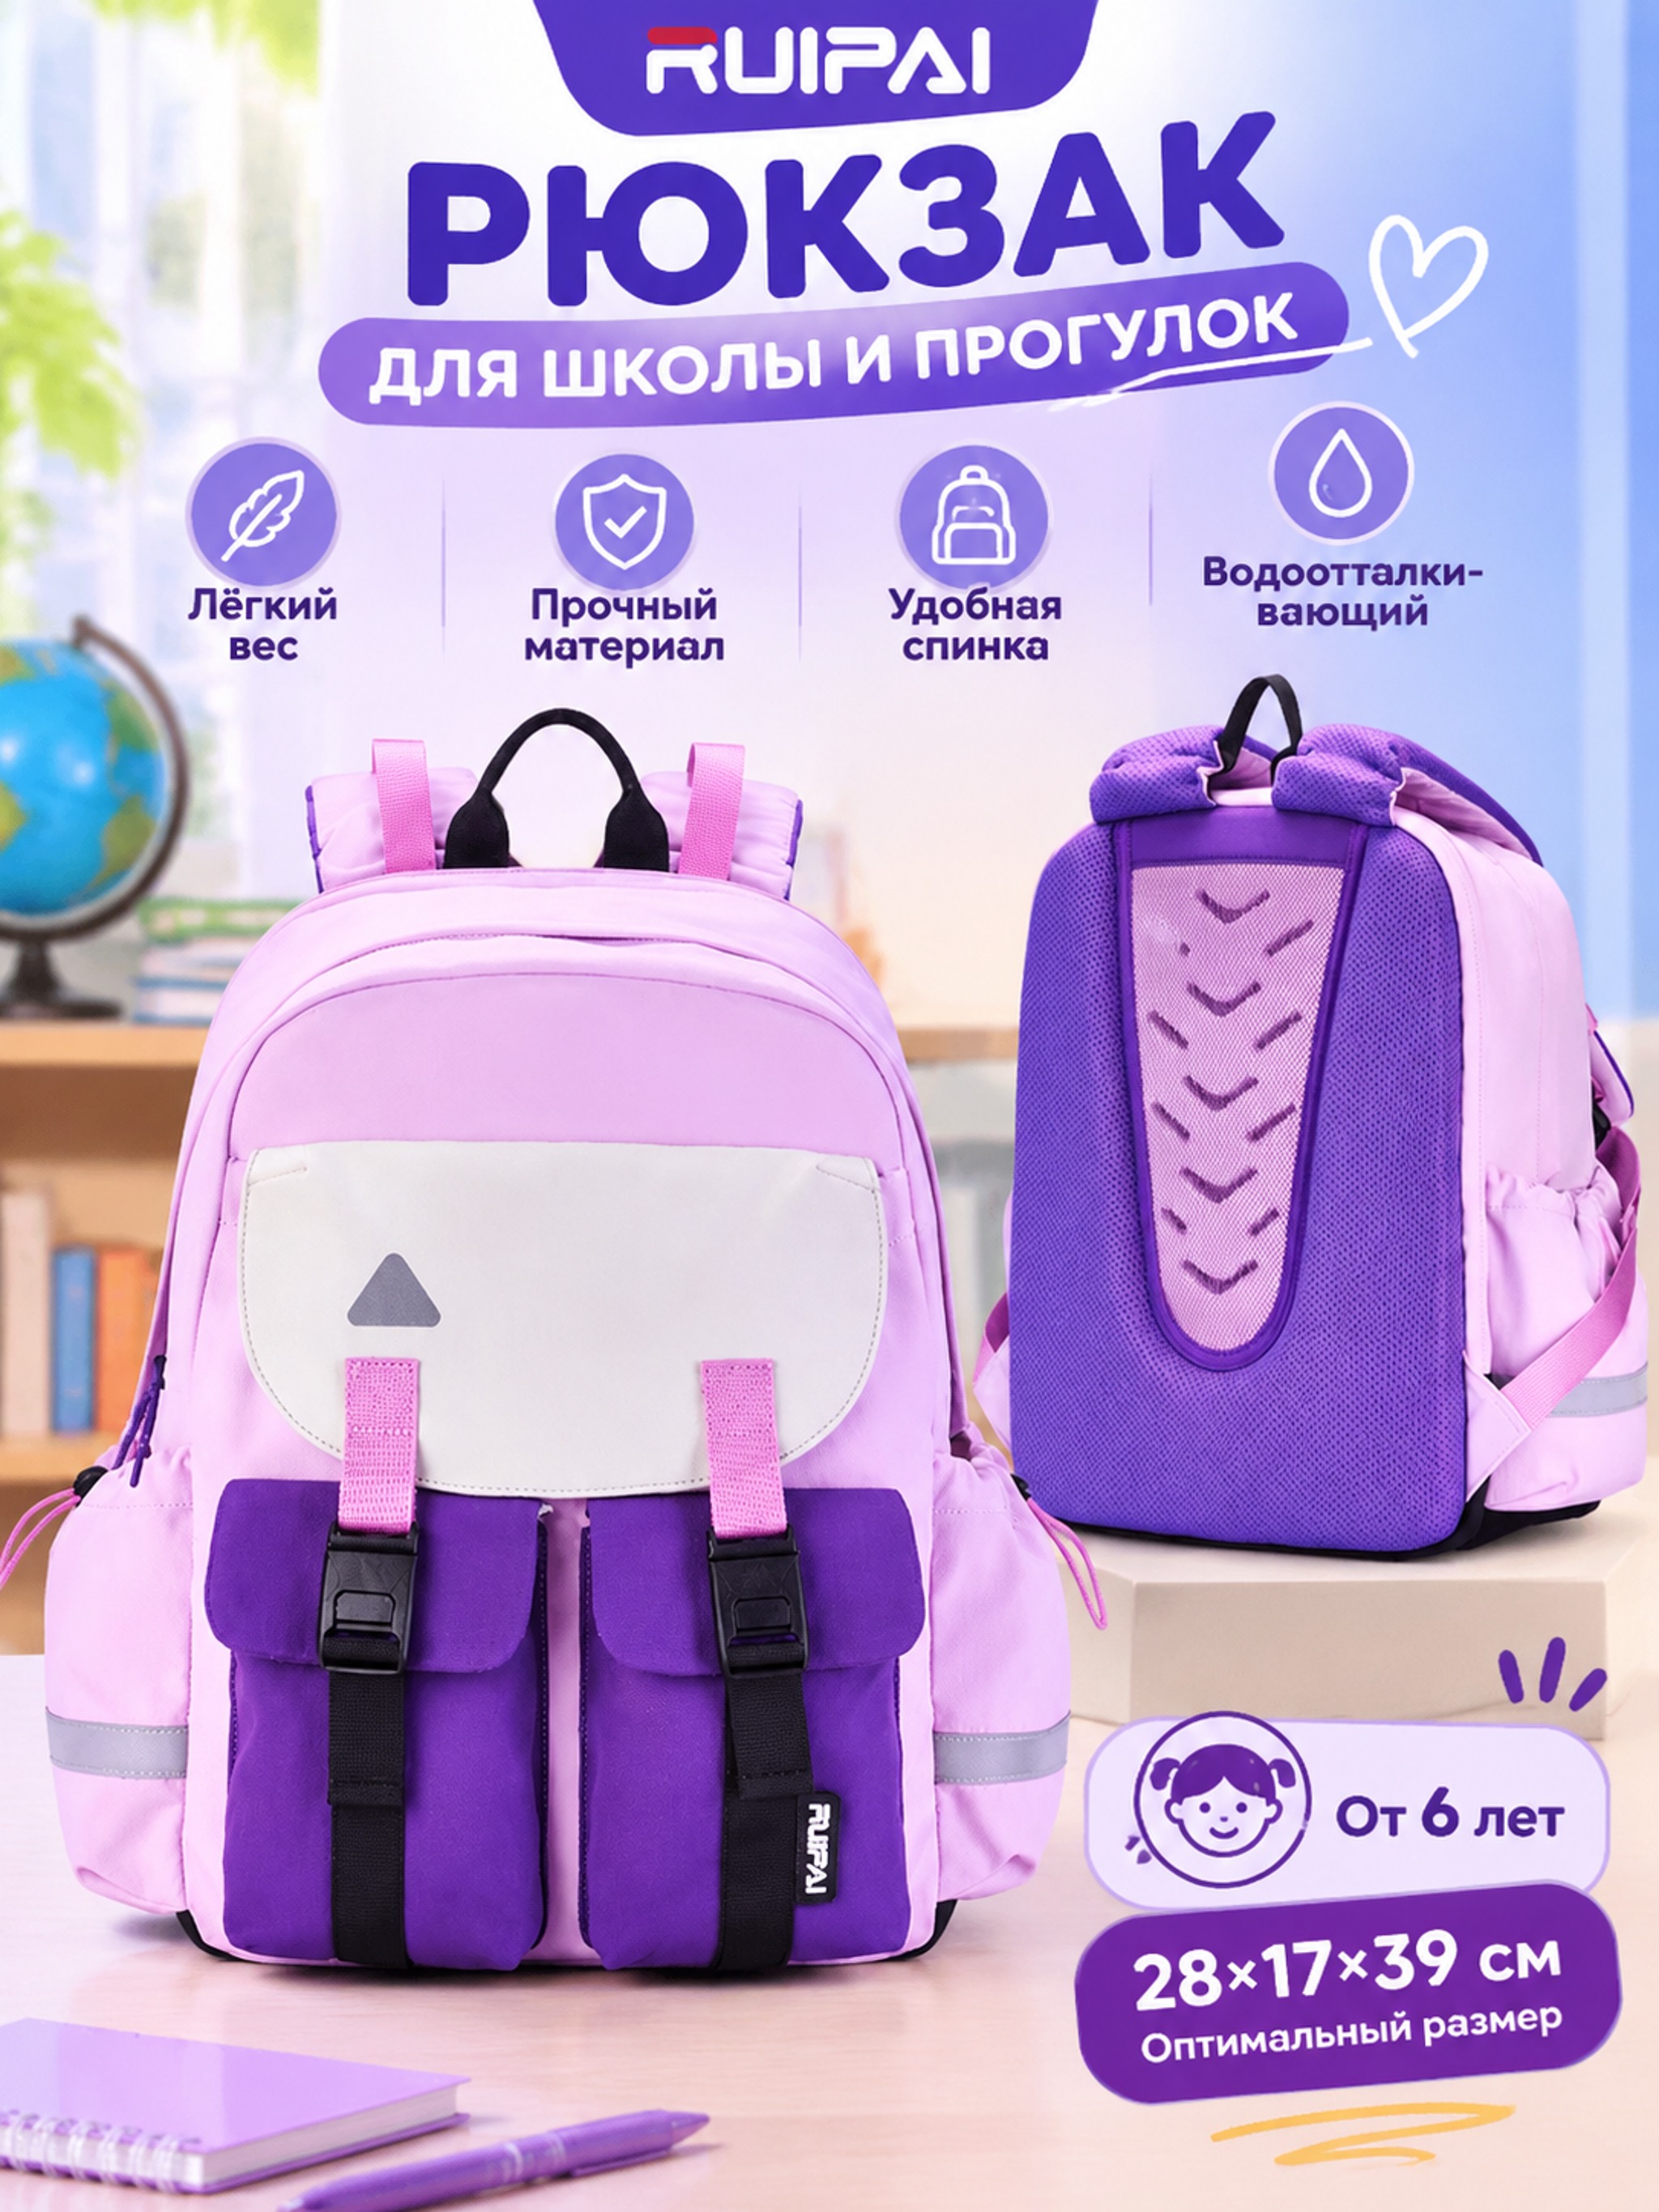 RUIPAI
РЮКЗАК
ДЛЯ ШКОЛЫ И ПРОГУЛОК
Лёгкий
вес
Прочный
материал
Удобная
спинка
Водоотталки-
вающий
RUIPAI
От 6 лет
28×17×39 см
Оптимальный размер